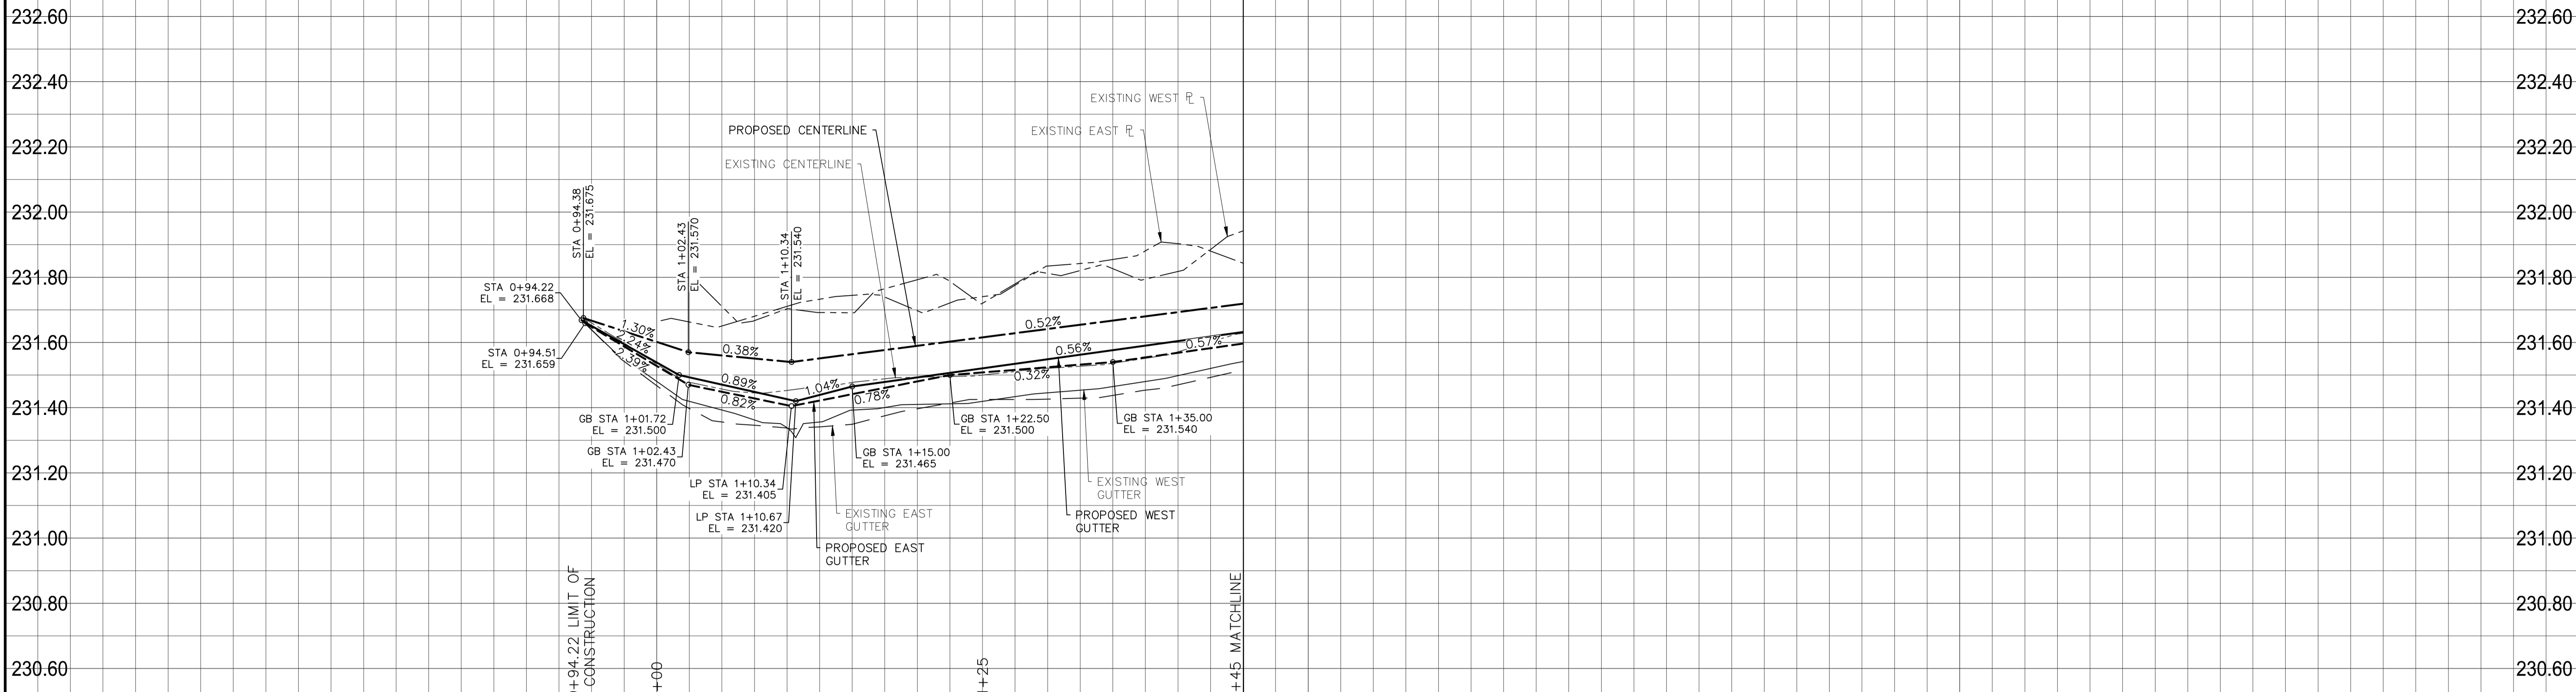 232.60
232.60
232.40
232.40
EXISTING WEST PL
EXISTING EAST PL
PROPOSED CENTERLINE
232.20
232.20
EXISTING CENTERLINE
232.00
232.00
STA 0+94.38
EL = 231.675
STA 1+02.43
EL = 231.570
STA 1+10.34
EL = 231.540
231.80
231.80
STA 0+94.22
EL = 231.668
1.30%
0.52%
231.60
231.60
2.24%
0.38%
0.56%
0.57%
STA 0+94.51
EL = 231.659
2.39%
0.89%
1.04%
0.32%
0.82%
0.78%
231.40
231.40
GB STA 1+01.72
EL = 231.500
GB STA 1+22.50
EL = 231.500
GB STA 1+35.00
EL = 231.540
GB STA 1+02.43
EL = 231.470
GB STA 1+15.00
EL = 231.465
231.20
231.20
LP STA 1+10.34
EL = 231.405
EXISTING WEST
GUTTER
LP STA 1+10.67
EL = 231.420
EXISTING EAST
GUTTER
PROPOSED WEST
GUTTER
231.00
231.00
PROPOSED EAST
GUTTER
230.80
230.80
+94.22 LIMIT OF
CONSTRUCTION
+45 MATCHLINE
230.60
230.60
+00
+25